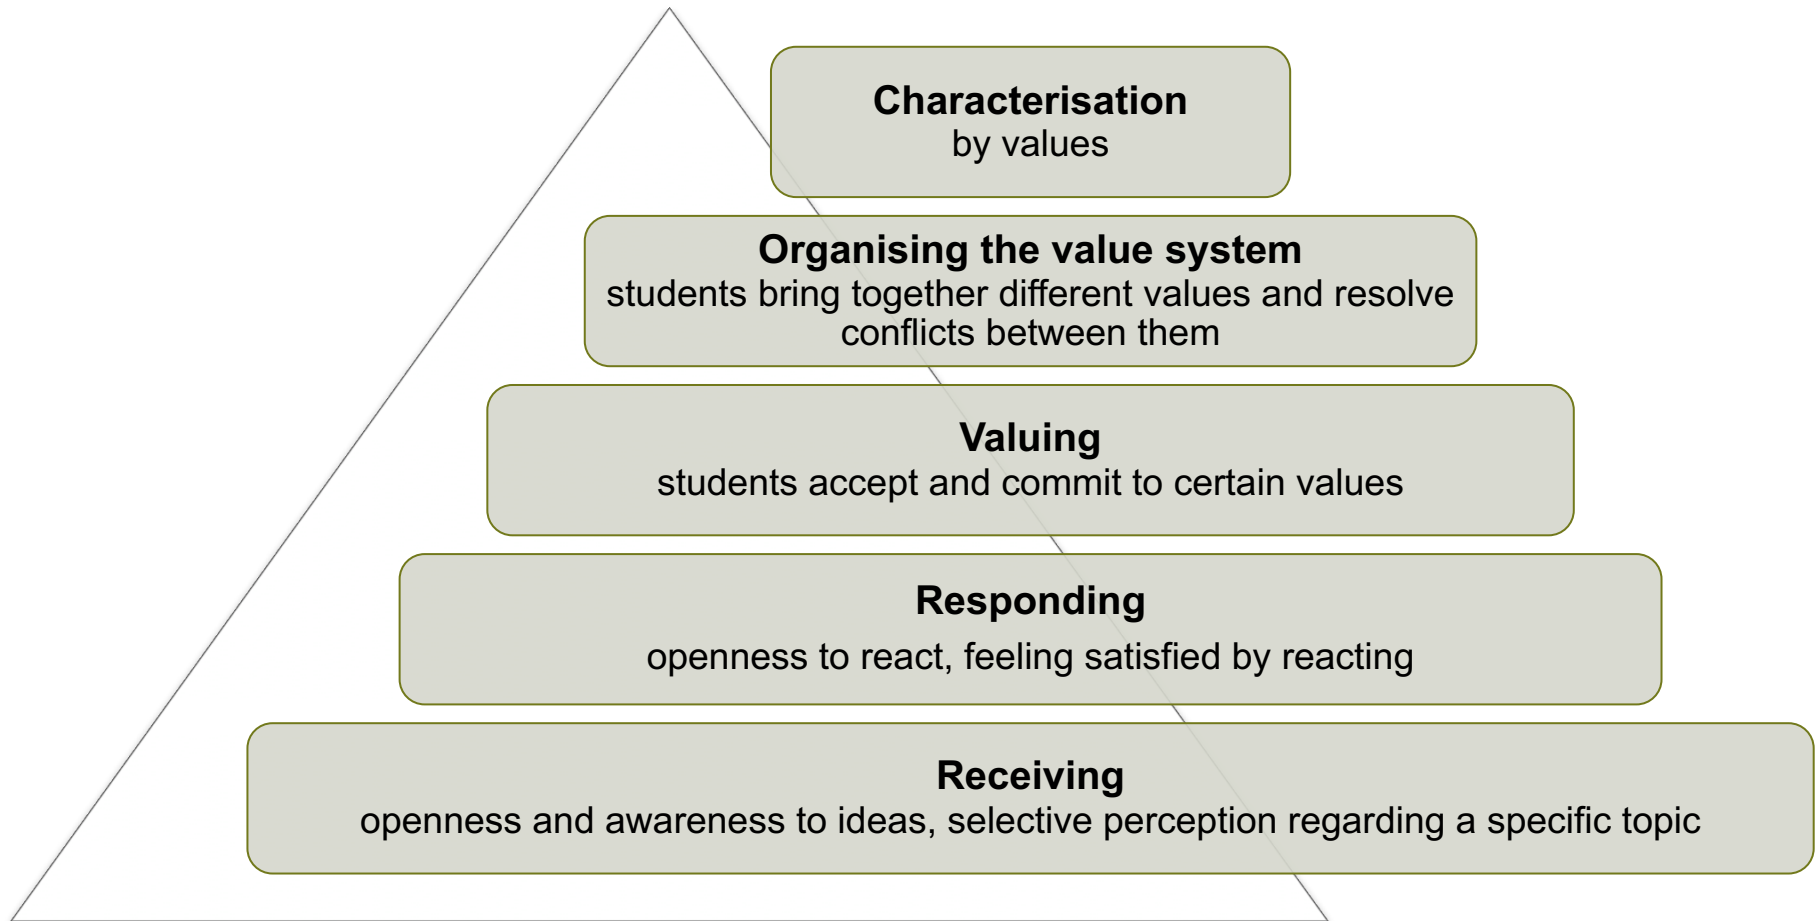 Characterisation
by values
Organising the value system
students bring together different values and resolve
conflicts between them
Valuing
students accept and commit to certain values
Responding
openness to react, feeling satisfied by reacting
Receiving
openness and awareness to ideas, selective perception regarding a specific topic